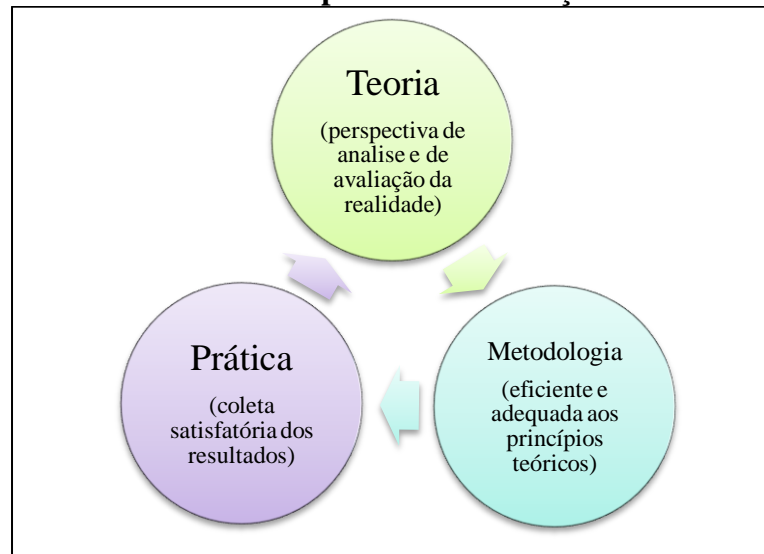 Teoria
(perspectiva de
analise e de
avaliação da
realidade)
Prática
(coleta
satisfatória dos
resultados)
Metodologia
(eficiente e
adequada aos
princípios
teóricos)